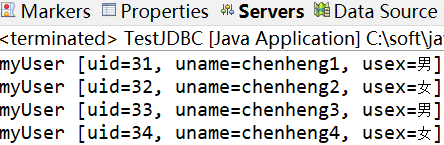 Markers Properties Servers Data Source
<terminated> TestJDBC [Java Application] C:\soft\ja
myUser [uid=31, uname=chenheng1, usex=男]
myUser [uid=32, uname=chenheng2, usex=女]
myUser [uid=33, uname=chenheng3, usex=男]
myUser [uid=34, uname=chenheng4, usex=女]